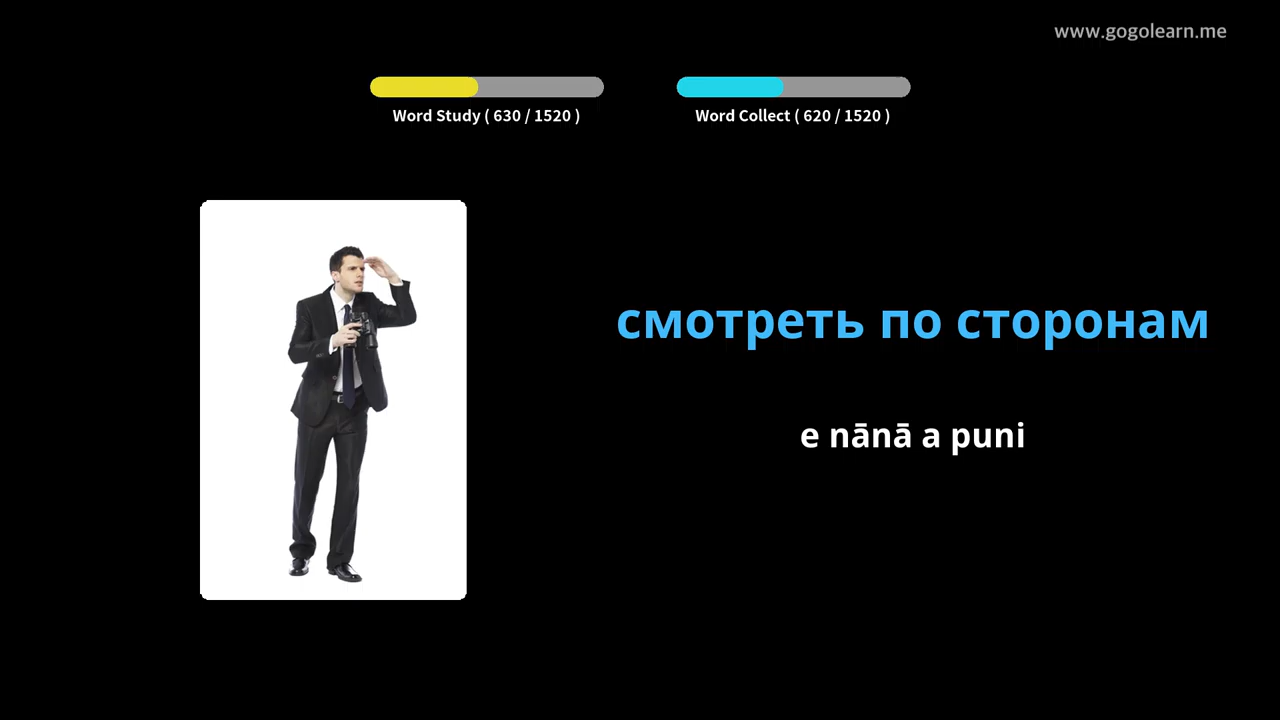 www.gogolearn.me
Word Study ( 630 / 1520 )
Word Collect ( 620 / 1520 )
смотреть по сторонам
e nānā a puni